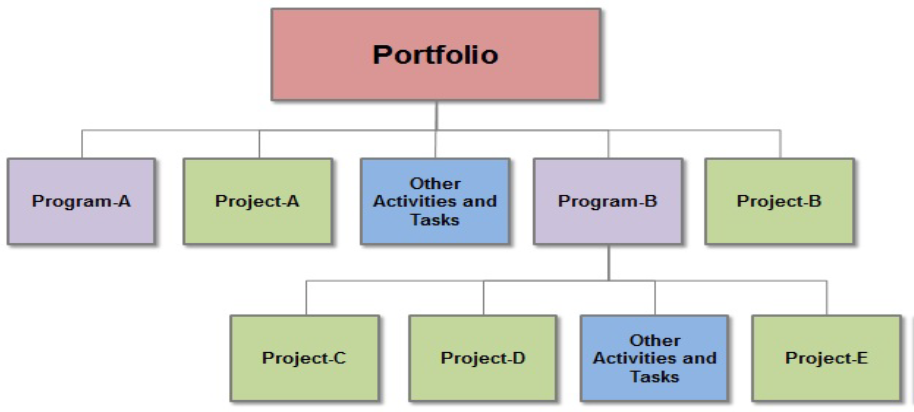 Portfolio
Program-A
Project-A
Other
Activities and
Tasks
Program-B
Project-B
Project-C
Project-D
Other
Activities and
Tasks
Project-E